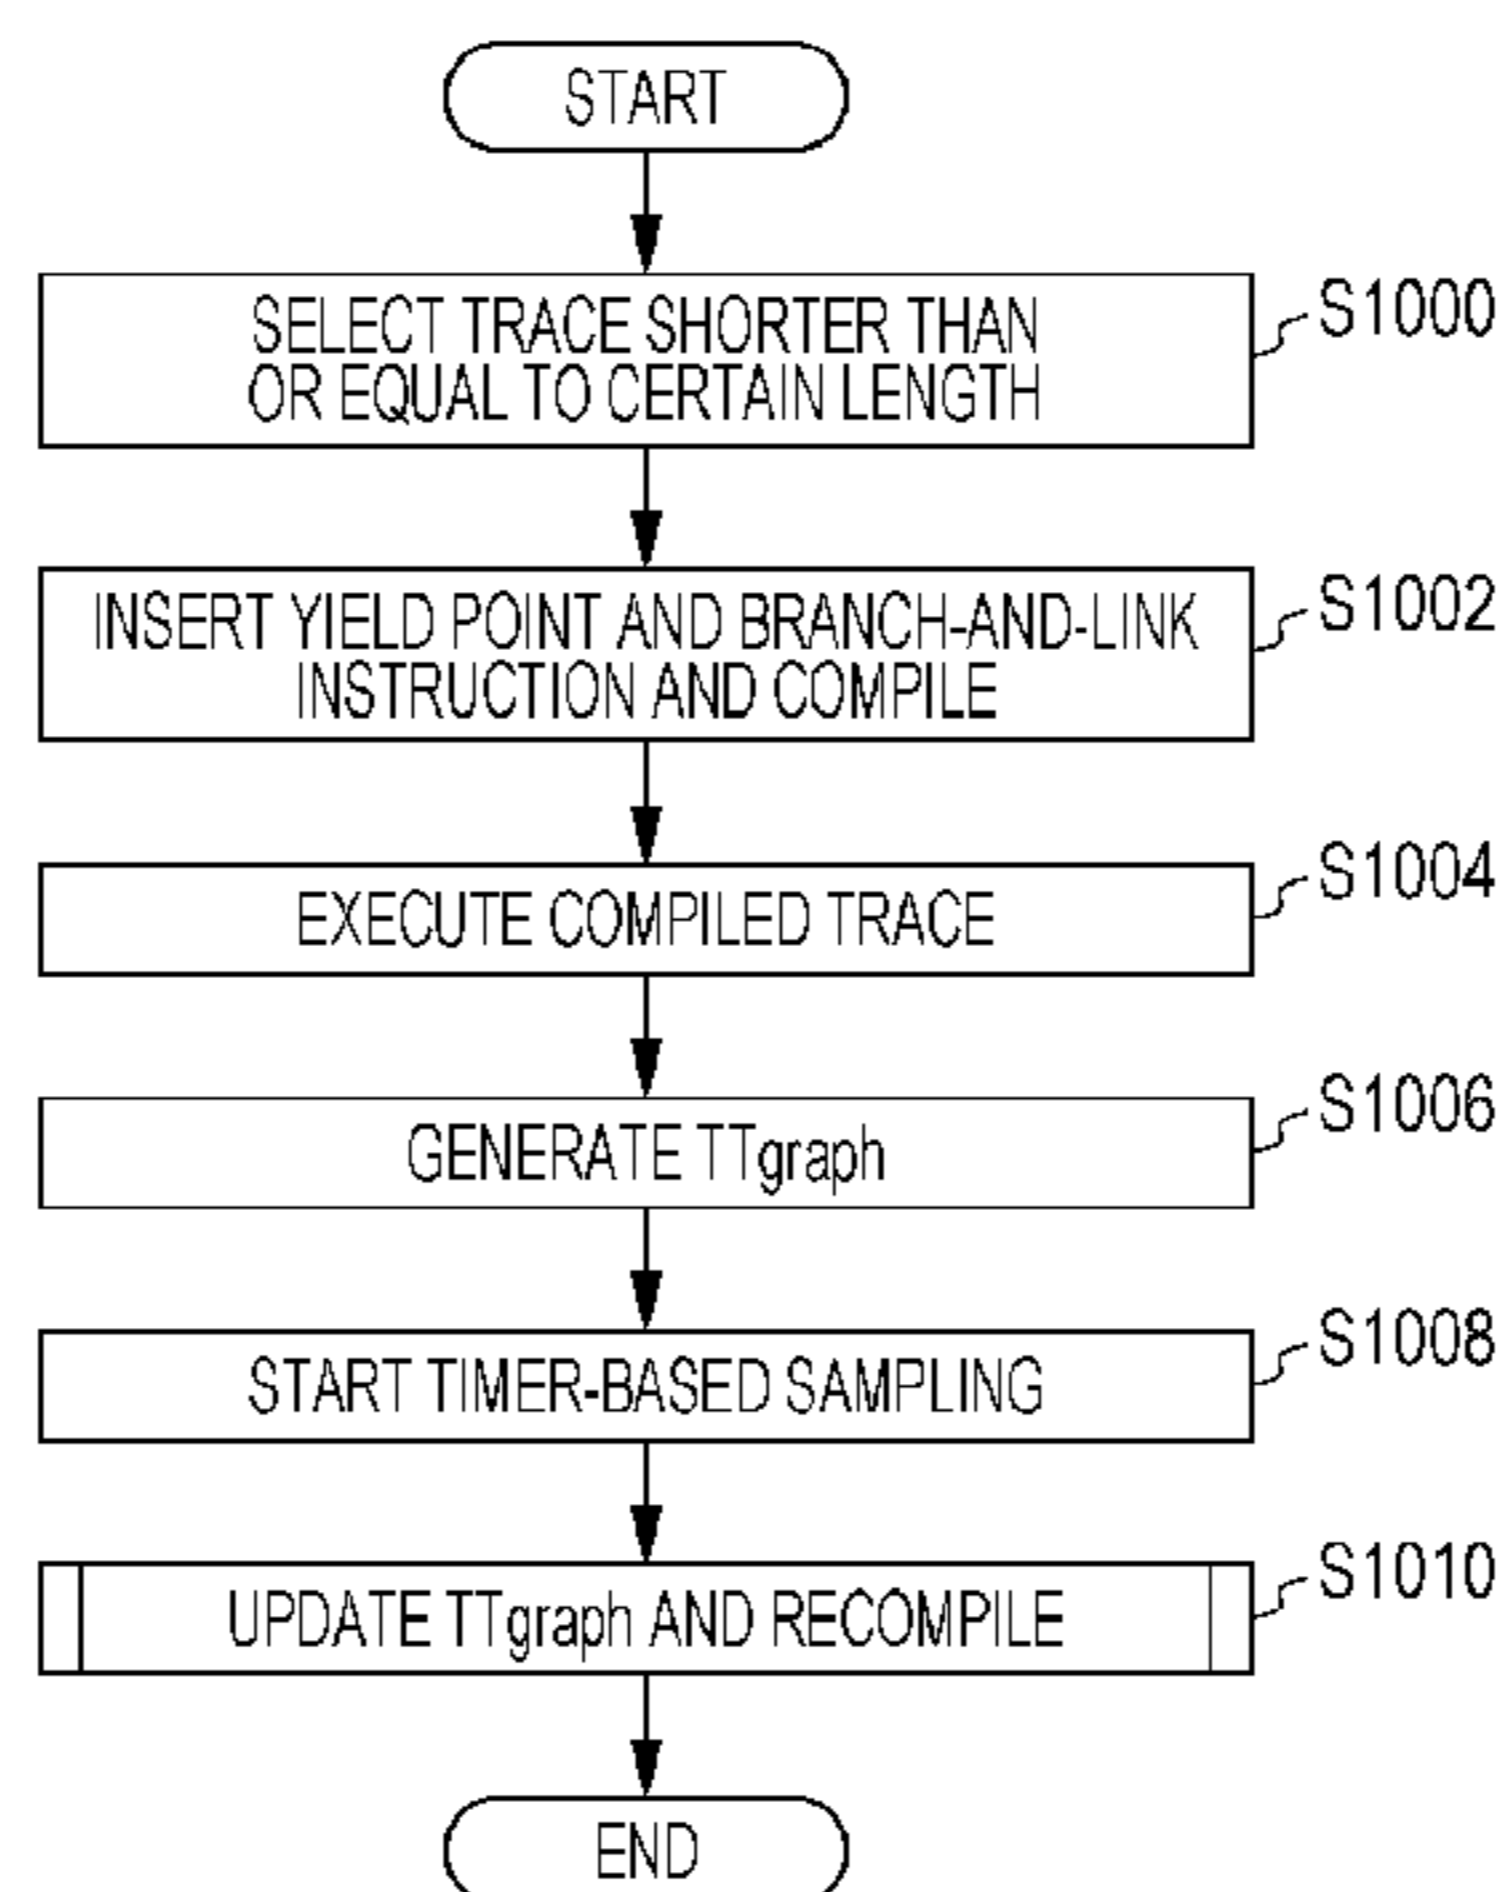 START
SELECT TRACE SHORTER THAN
OR EQUAL TO CERTAIN LENGTH
S1000
INSERT YIELD POINT AND BRANCH-AND-LINK
INSTRUCTION AND COMPILE
S1002
EXECUTE COMPILED TRACE
S1004
GENERATE TTgraph
S1006
START TIMER-BASED SAMPLING
S1008
UPDATE TTgraph AND RECOMPILE
S1010
END